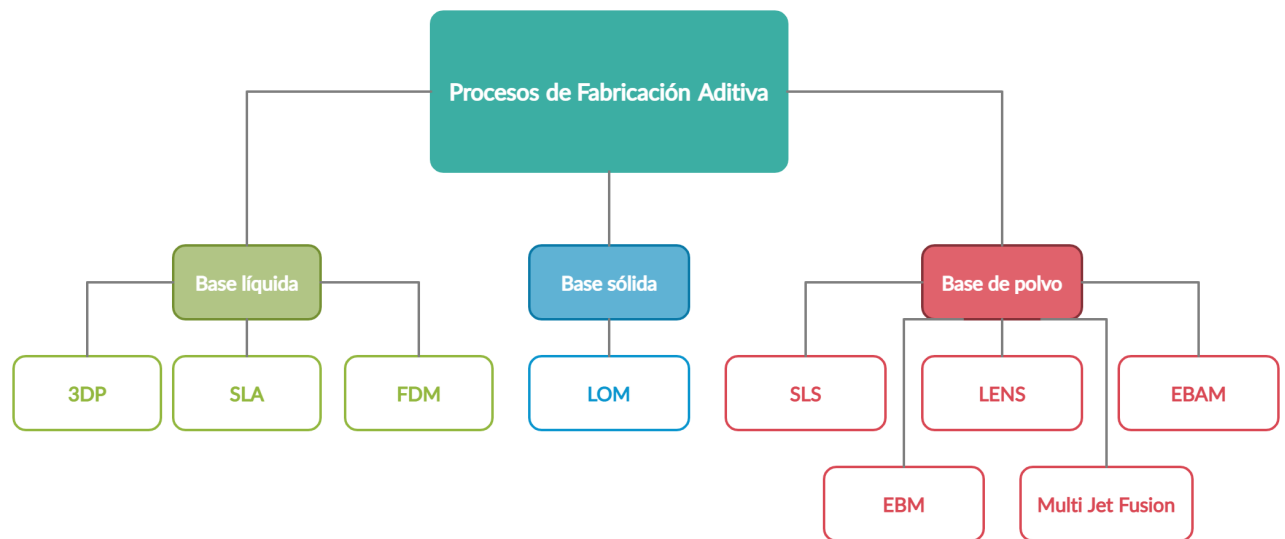 Procesos de Fabricación Aditiva
Base líquida
Base sólida
Base de polvo
3DP
SLA
FDM
LOM
SLS
LENS
EBAM
EBM
Multi Jet Fusion